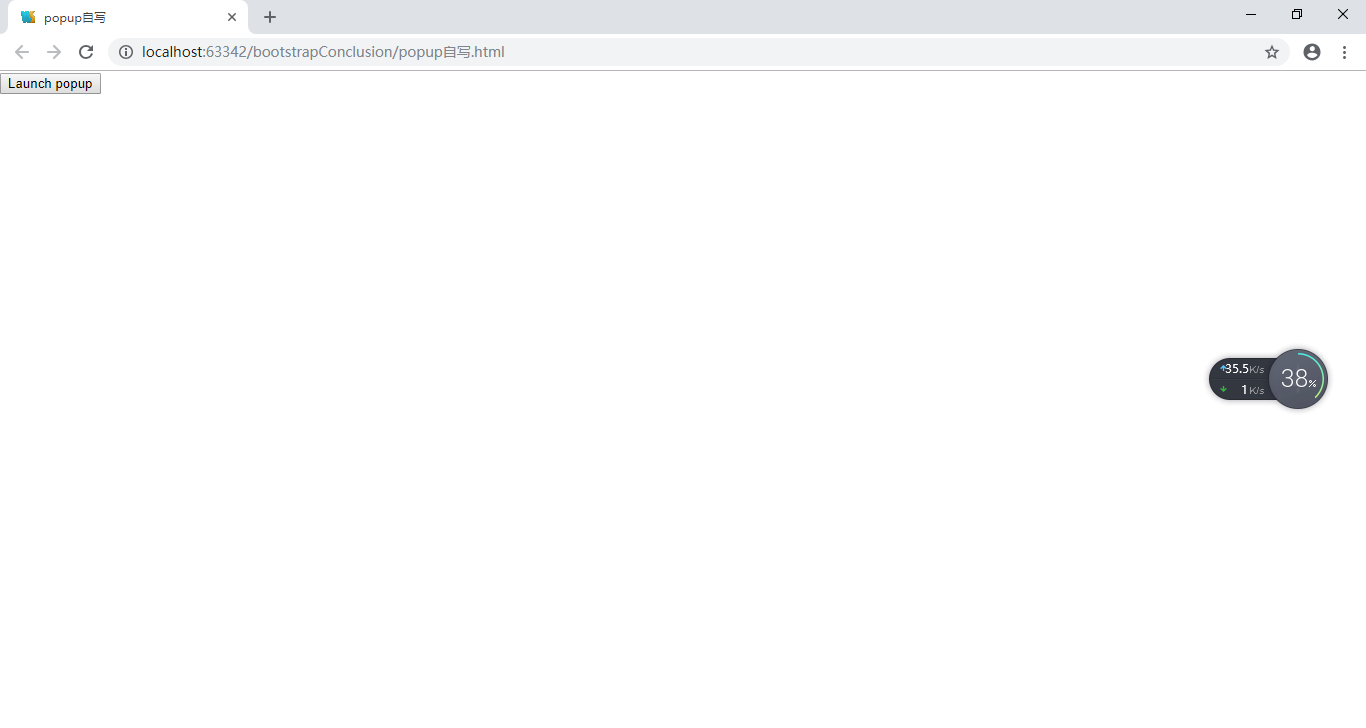 popup自写
localhost:63342/bootstrapConclusion/popup自写.html
Launch popup
35.5K/s
1K/s
38%